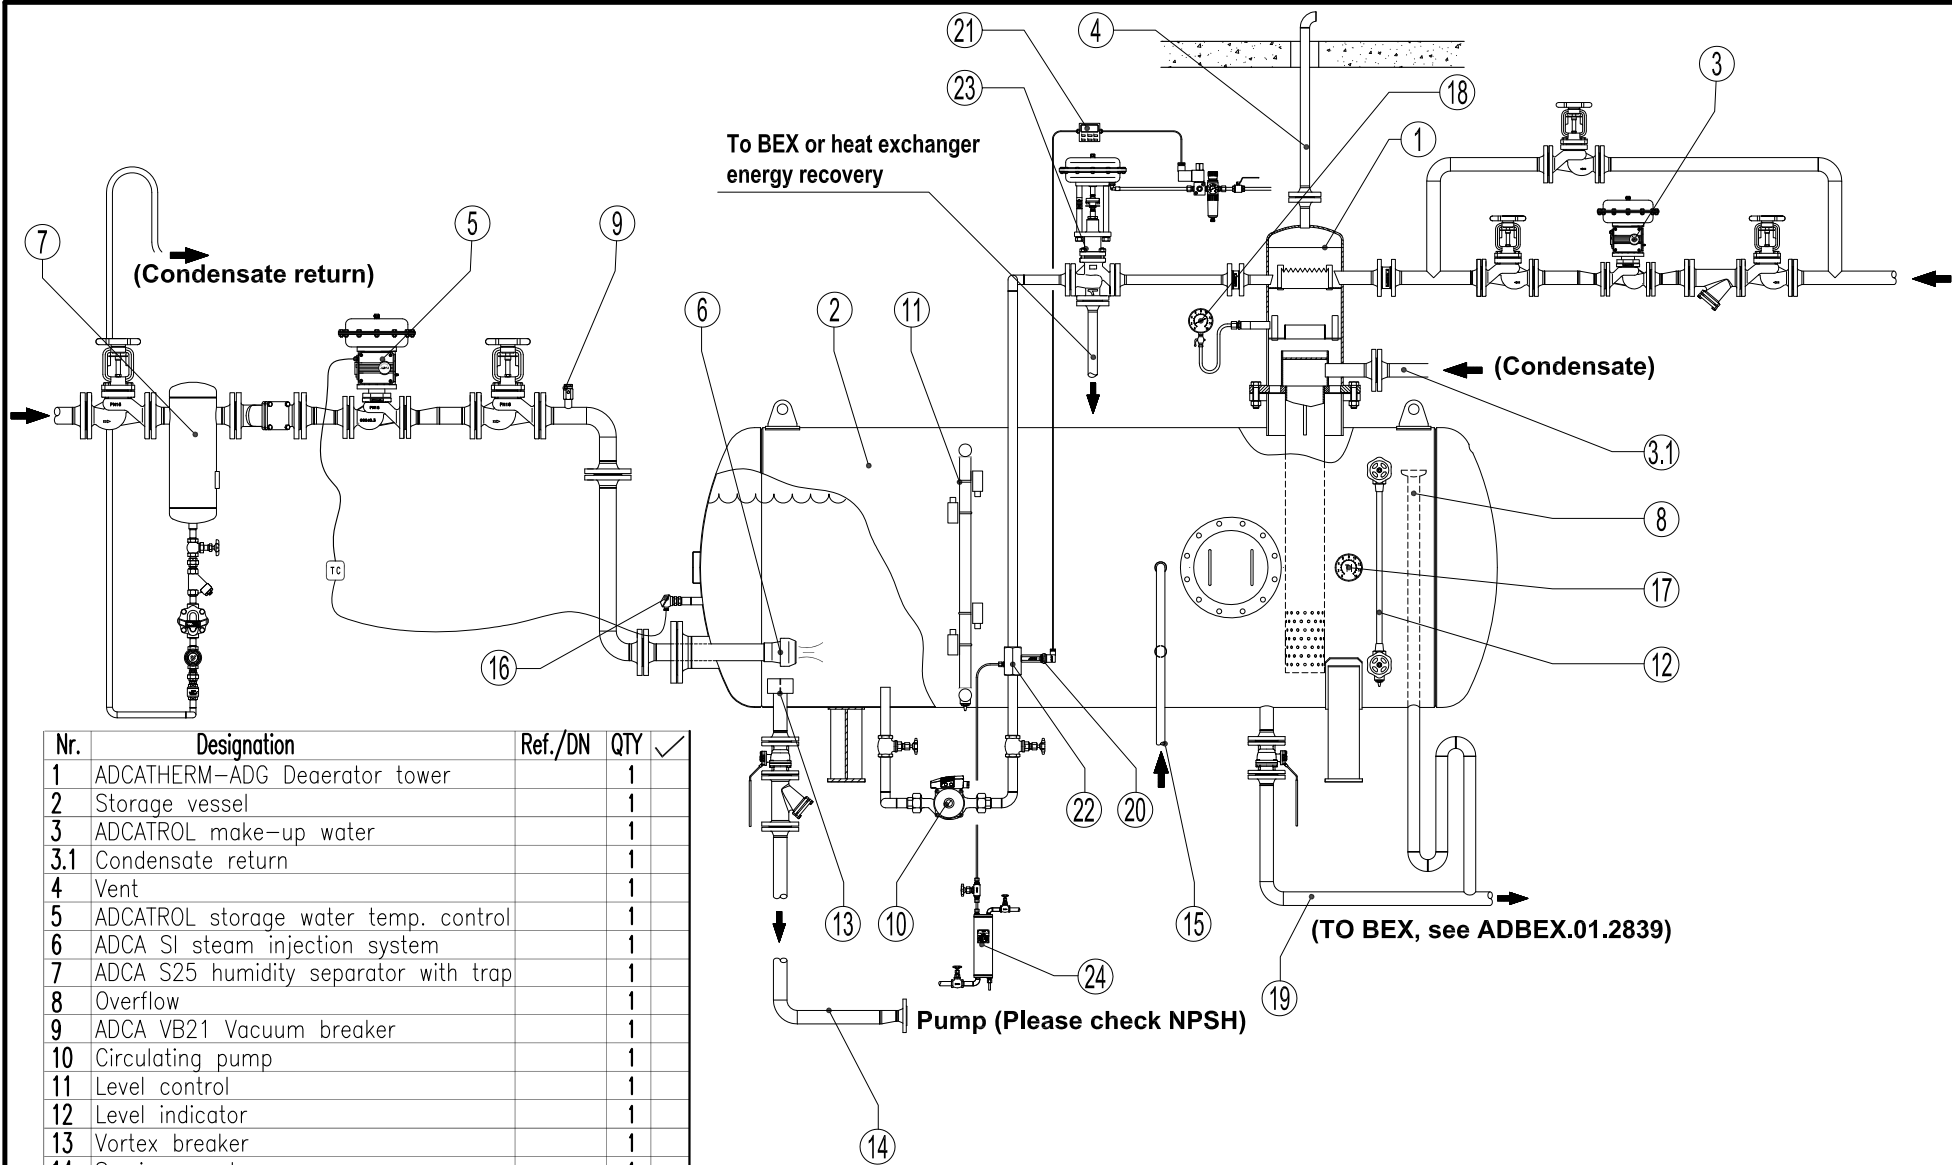 21
4
3
23
18
To BEX or heat exchanger
energy recovery
1
7
5
9
(Condensate return)
6
2
11
(Condensate)
3.1
8
TC
17
16
12
Nr. Designation Ref./DN QTY ✓
1 ADCATHERM-ADG Deaerator tower 1
2 Storage vessel 1
3 ADCATROL make-up water 1
3.1 Condensate return 1
4 Vent 1
5 ADCATROL storage water temp. control 1
6 ADCA SI steam injection system 1
7 ADCA S25 humidity separator with trap 1
8 Overflow 1
9 ADCA VB21 Vacuum breaker 1
10 Circulating pump 1
11 Level control 1
12 Level indicator 1
13 Vortex breaker 1
22
20
13
10
15
(TO BEX, see ADBEX.01.2839)
24
19
Pump (Please check NPSH)
14